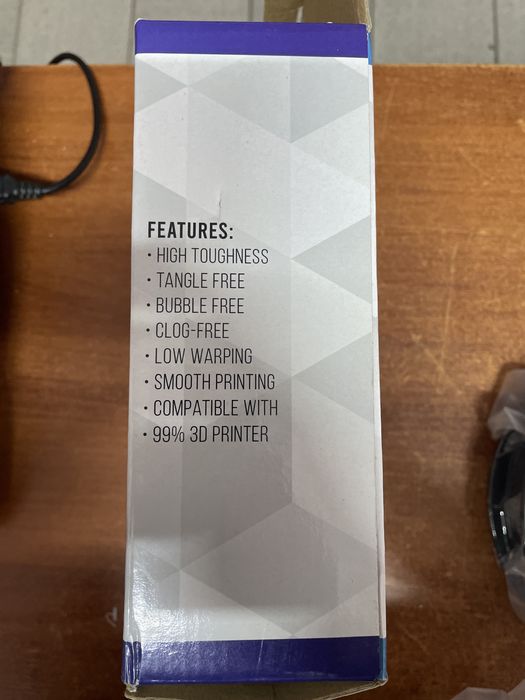 FEATURES:
• HIGH TOUGHNESS
• TANGLE FREE
• BUBBLE FREE
• CLOG-FREE
• LOW WARPING
• SMOOTH PRINTING
• COMPATIBLE WITH
• 99% 3D PRINTER